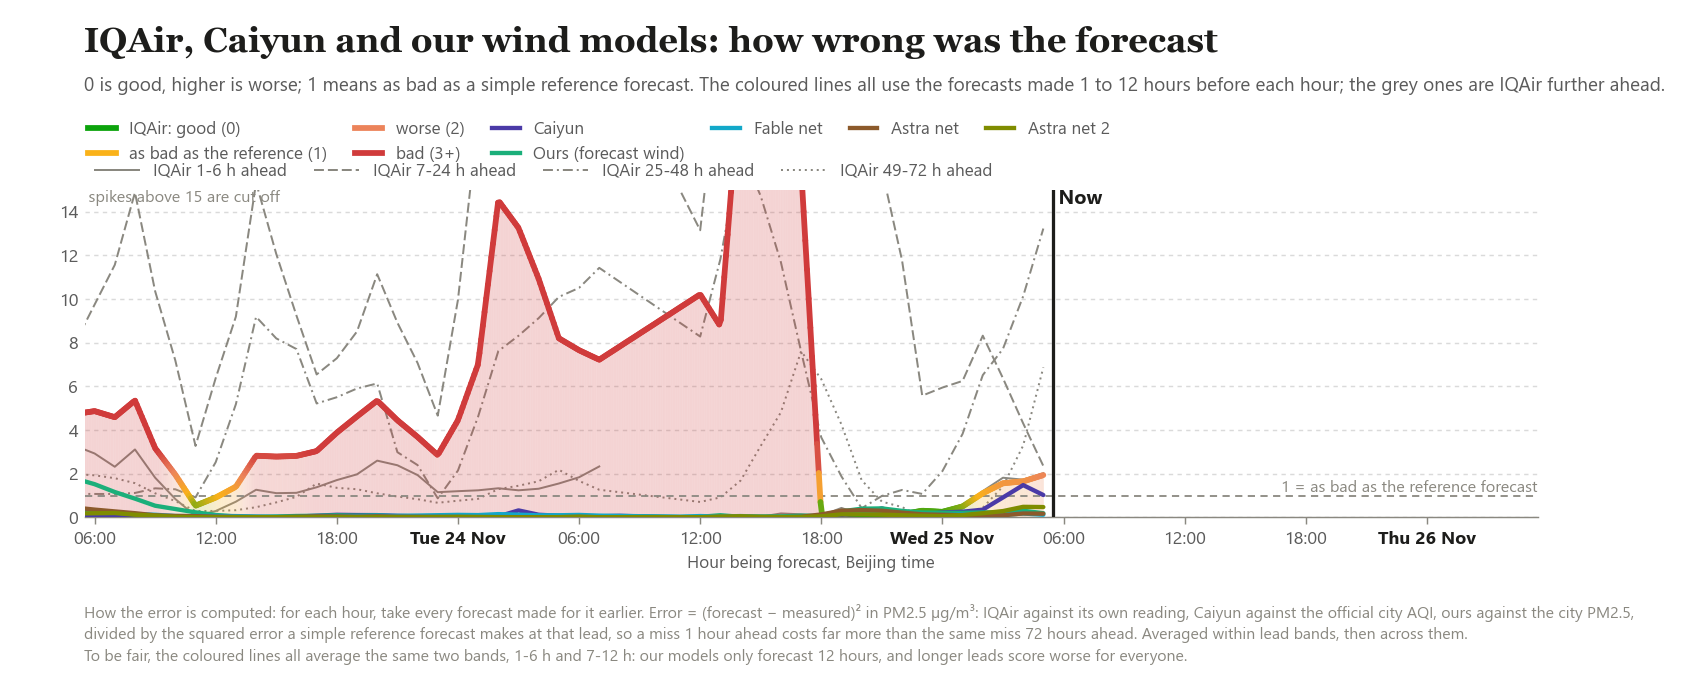 IQAir, Caiyun and our wind models: how wrong was the forecast
0 is good, higher is worse; 1 means as bad as a simple reference forecast. The coloured lines all use the forecasts made 1 to 12 hours before each hour; the grey ones are IQAir further ahead.
IQAir: good (0) worse (2) Caiyun Fable net Astra net Astra net 2
as bad as the reference (1) bad (3+) Ours (forecast wind)
IQAir 1-6 h ahead IQAir 7-24 h ahead IQAir 25-48 h ahead IQAir 49-72 h ahead
spikes above 15 are cut off
Now
14
12
10
8
6
4
2
1 = as bad as the reference forecast
0
06:00 12:00 18:00 Tue 24 Nov 06:00 12:00 18:00 Wed 25 Nov 06:00 12:00 18:00 Thu 26 Nov
Hour being forecast, Beijing time
How the error is computed: for each hour, take every forecast made for it earlier. Error = (forecast − measured)² in PM2.5 µg/m³: IQAir against its own reading, Caiyun against the official city AQI, ours against the city PM2.5,
divided by the squared error a simple reference forecast makes at that lead, so a miss 1 hour ahead costs far more than the same miss 72 hours ahead. Averaged within lead bands, then across them.
To be fair, the coloured lines all average the same two bands, 1-6 h and 7-12 h: our models only forecast 12 hours, and longer leads score worse for everyone.